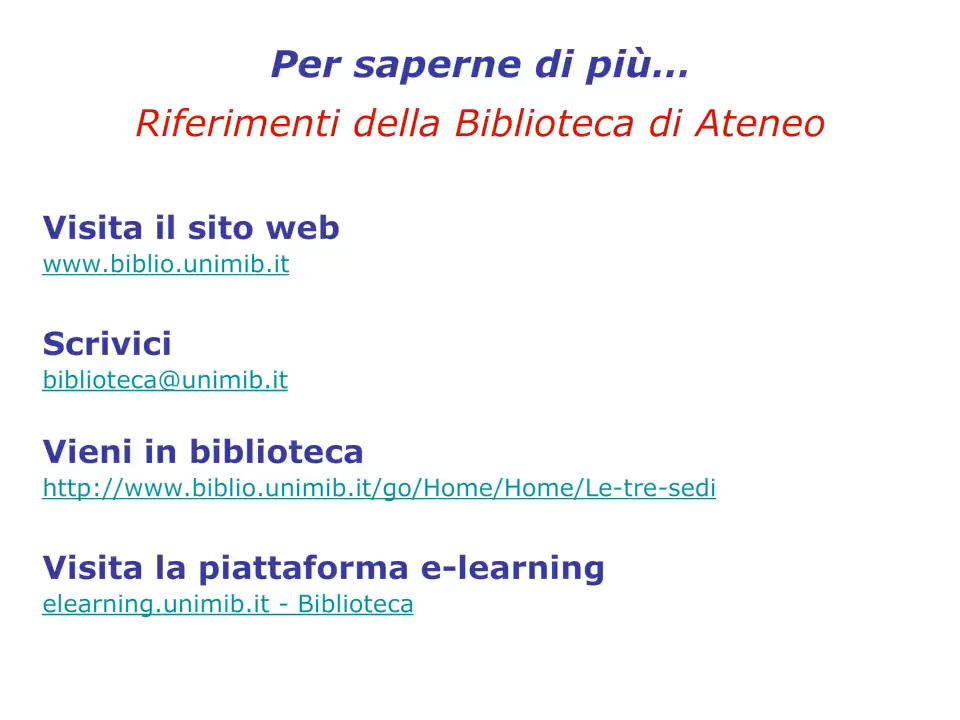 Per saperne di più…
Riferimenti della Biblioteca di Ateneo
Visita il sito web
www.biblio.unimib.it
Scrivici
biblioteca@unimib.it
Vieni in biblioteca
http://www.biblio.unimib.it/go/Home/Home/Le-tre-sedi
Visita la piattaforma e-learning
elearning.unimib.it - Biblioteca